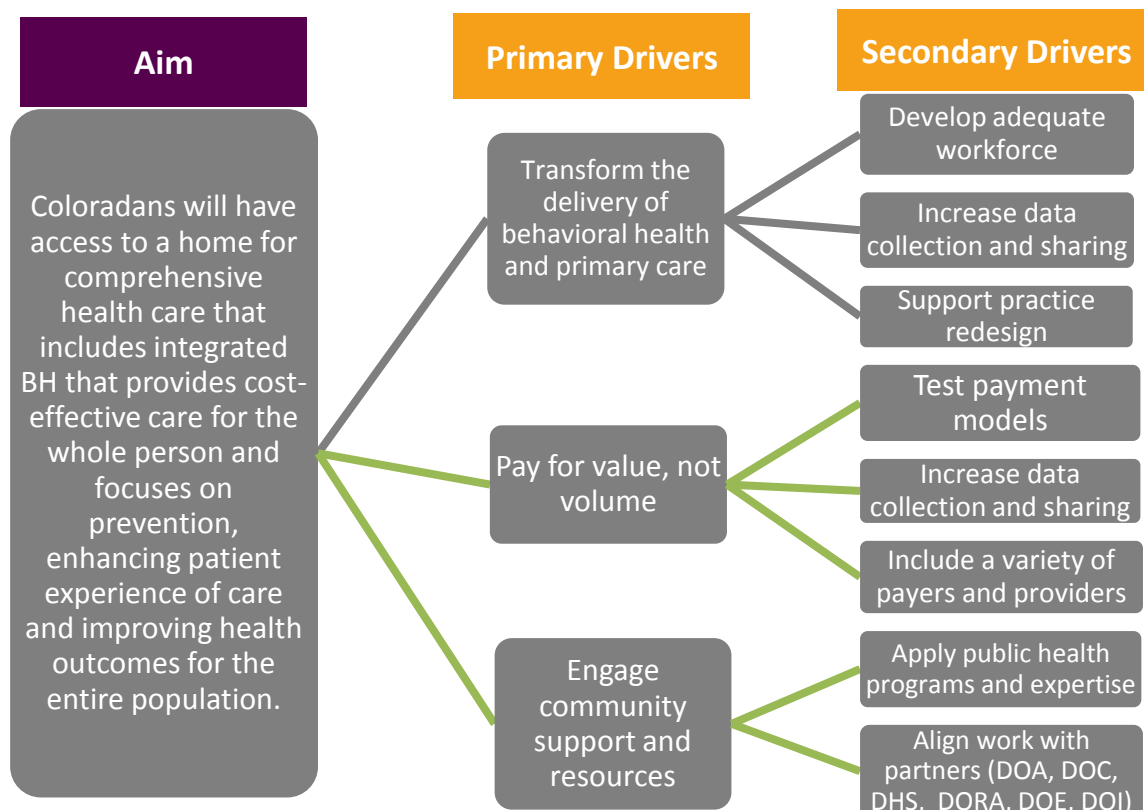 Aim
Coloradans will have
access to a home for
comprehensive
health care that
includes integrated
BH that provides cost-
effective care for the
whole person and
focuses on
prevention,
enhancing patient
experience of care
and improving health
outcomes for the
entire population.
Primary Drivers
Transform the
delivery of
behavioral health
and primary care
Pay for value, not
volume
Engage
community
support and
resources
Secondary Drivers
Develop adequate
workforce
Increase data
collection and sharing
Support practice
redesign
Test payment
models
Increase data
collection and sharing
Include a variety of
payers and providers
Apply public health
programs and expertise
Align work with
partners (DOA, DOC,
DHS, DORA, DOE, DOI)